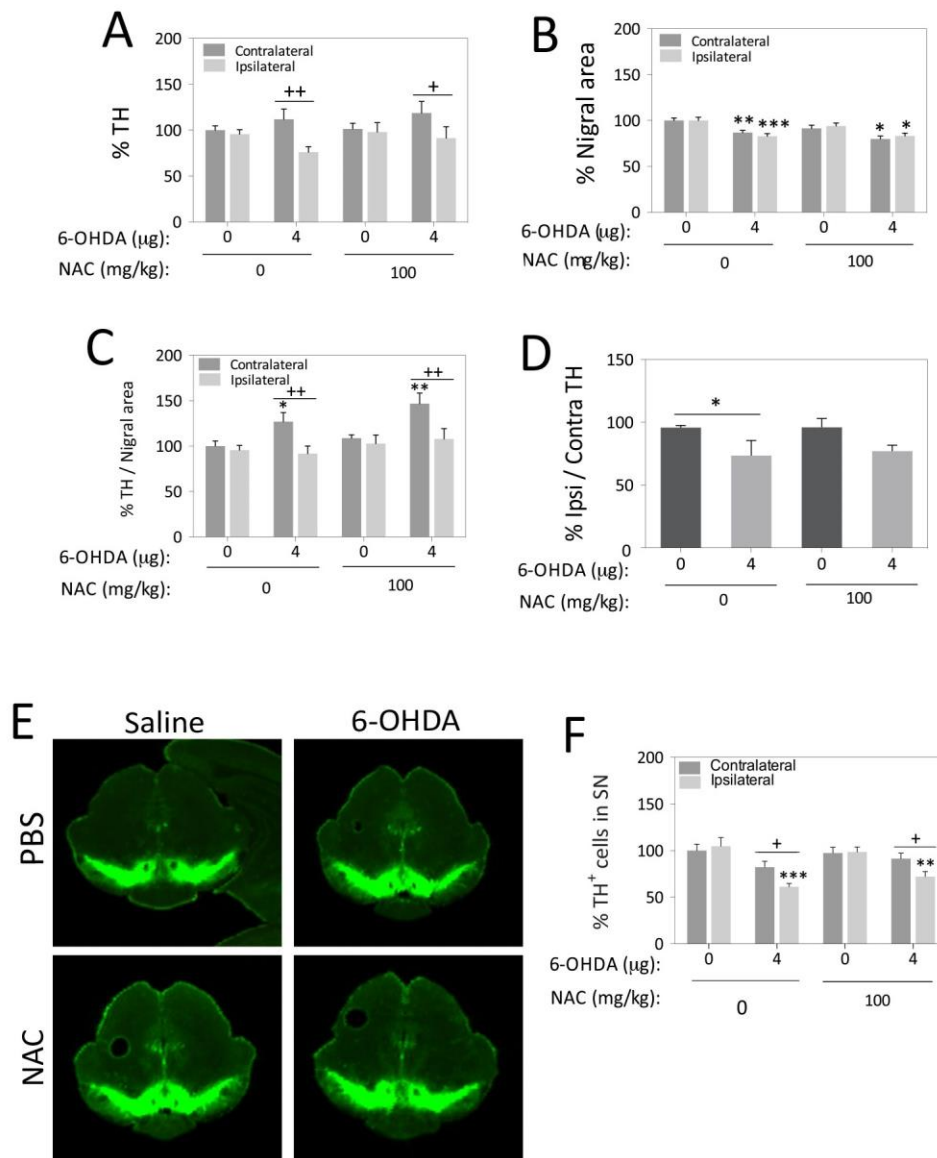 A
% TH
200
150
100
50
0
Contralateral
Ipsilateral
++
+
6-OHDA (µg):
0
4
0
4
NAC (mg/kg):
0
100
B
% Nigral area
200
150
100
50
0
Contralateral
Ipsilateral
**
***
*
*
6-OHDA (µg):
0
4
0
4
NAC (mg/kg):
0
100
C
% TH / Nigral area
200
150
100
50
0
Contralateral
Ipsilateral
++
*
++
**
6-OHDA (µg):
0
4
0
4
NAC (mg/kg):
0
100
D
% Ipsi / Contra TH
150
100
50
0
*
6-OHDA (µg):
0
4
0
4
NAC (mg/kg):
0
100
E
Saline
6-OHDA
PBS
NAC
F
% TH+ cells in SN
200
150
100
50
0
Contralateral
Ipsilateral
+
***
+
**
6-OHDA (µg):
0
4
0
4
NAC (mg/kg):
0
100